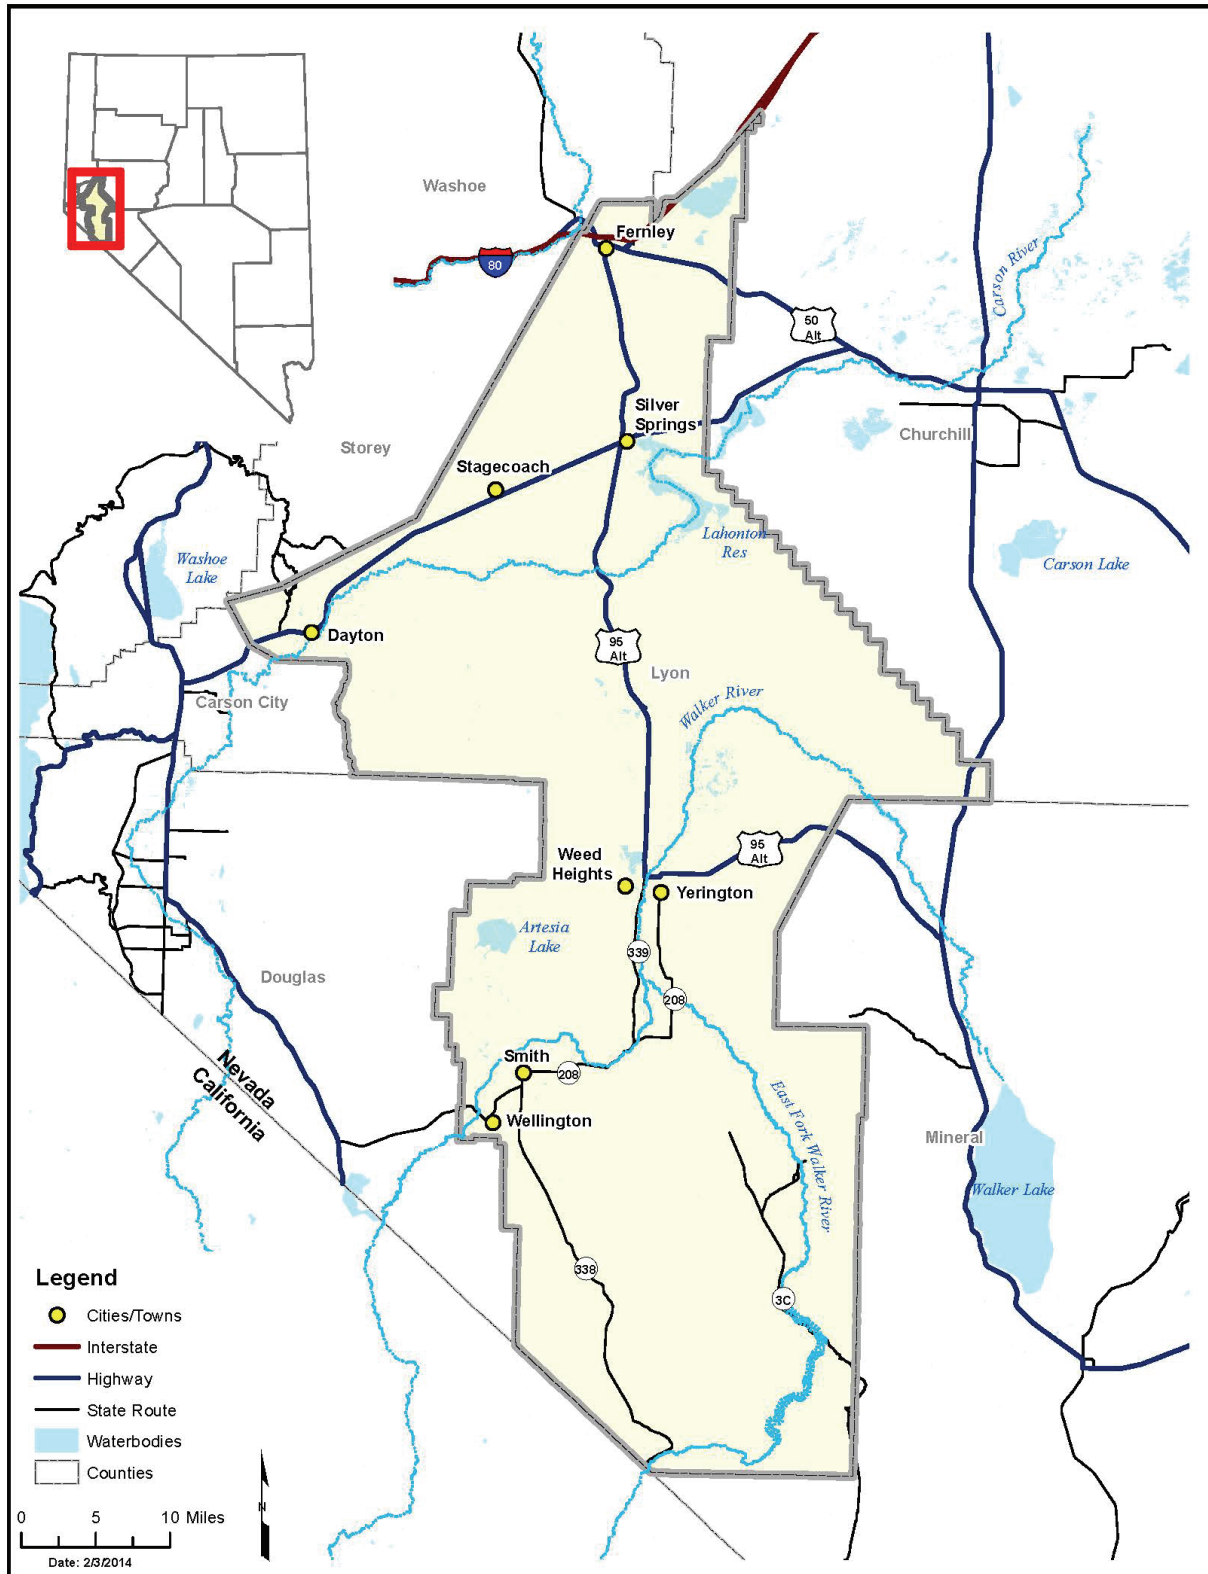 Washoe
Fernley
80
Carson River
50
Alt
Silver
Springs
Storey
Churchill
Stagecoach
Lahonton
Res
Washoe
Lake
Carson Lake
Dayton
95
Alt
Lyon
Carson City
Walker River
95
Alt
Weed
Heights
Yerington
Artesia
Lake
339
Douglas
208
Smith
208
Nevada
California
East Fork Walker River
Wellington
Mineral
Walker Lake
338
3C
Legend
Cities/Towns
Interstate
Highway
State Route
Waterbodies
Counties
N
0 5 10 Miles
Date: 2/3/2014